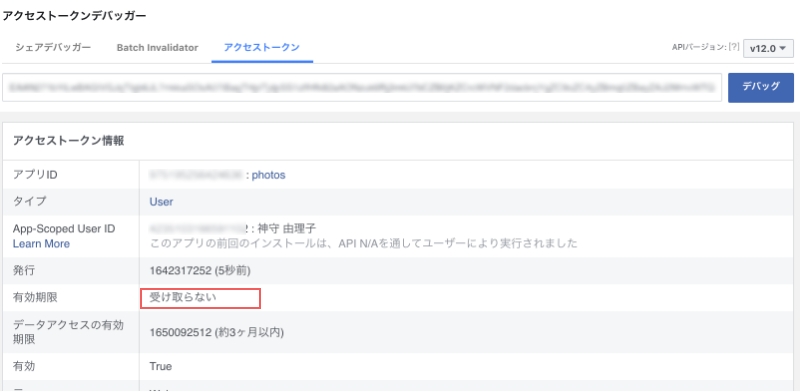 アクセストークンデバッガー
シェアデバッガー Batch Invalidator アクセストークン APIバージョン: [?] v12.0
デバッグ
アクセストークン情報
アプリID : photos
タイプ User
App-Scoped User ID : 神守 由理子
Learn More このアプリの前回のインストールは、API N/Aを通してユーザーにより実行されました
発行 1642317252 (5秒前)
有効期限 受け取らない
データアクセスの有効
期限 1650092512 (約3ヶ月以内)
有効 True